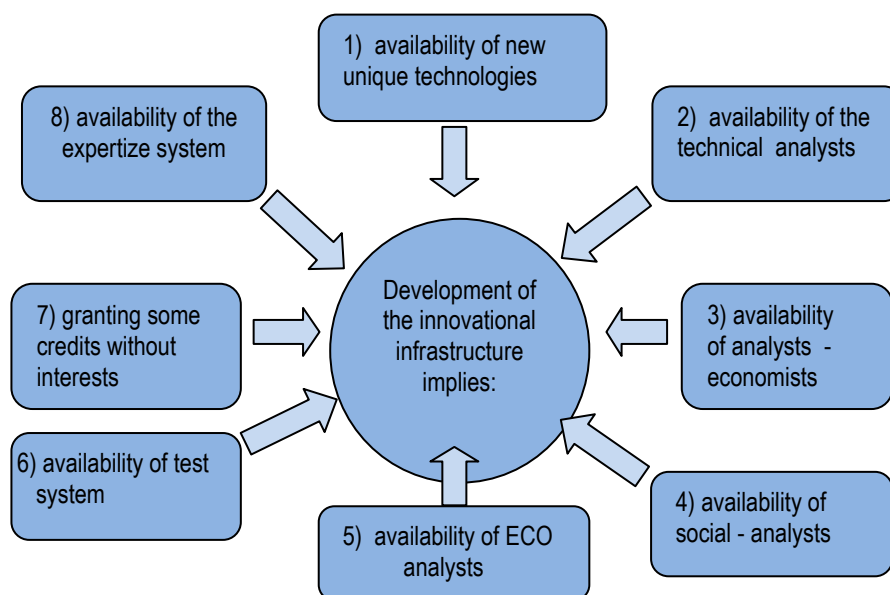 1) availability of new
unique technologies
2) availability of the
technical analysts
3) availability
of analysts -
economists
4) availability of
social - analysts
5) availability of ECO
analysts
6) availability of test
system
7) granting some
credits without
interests
8) availability of the
expertize system
Development of
the innovational
infrastructure
implies: